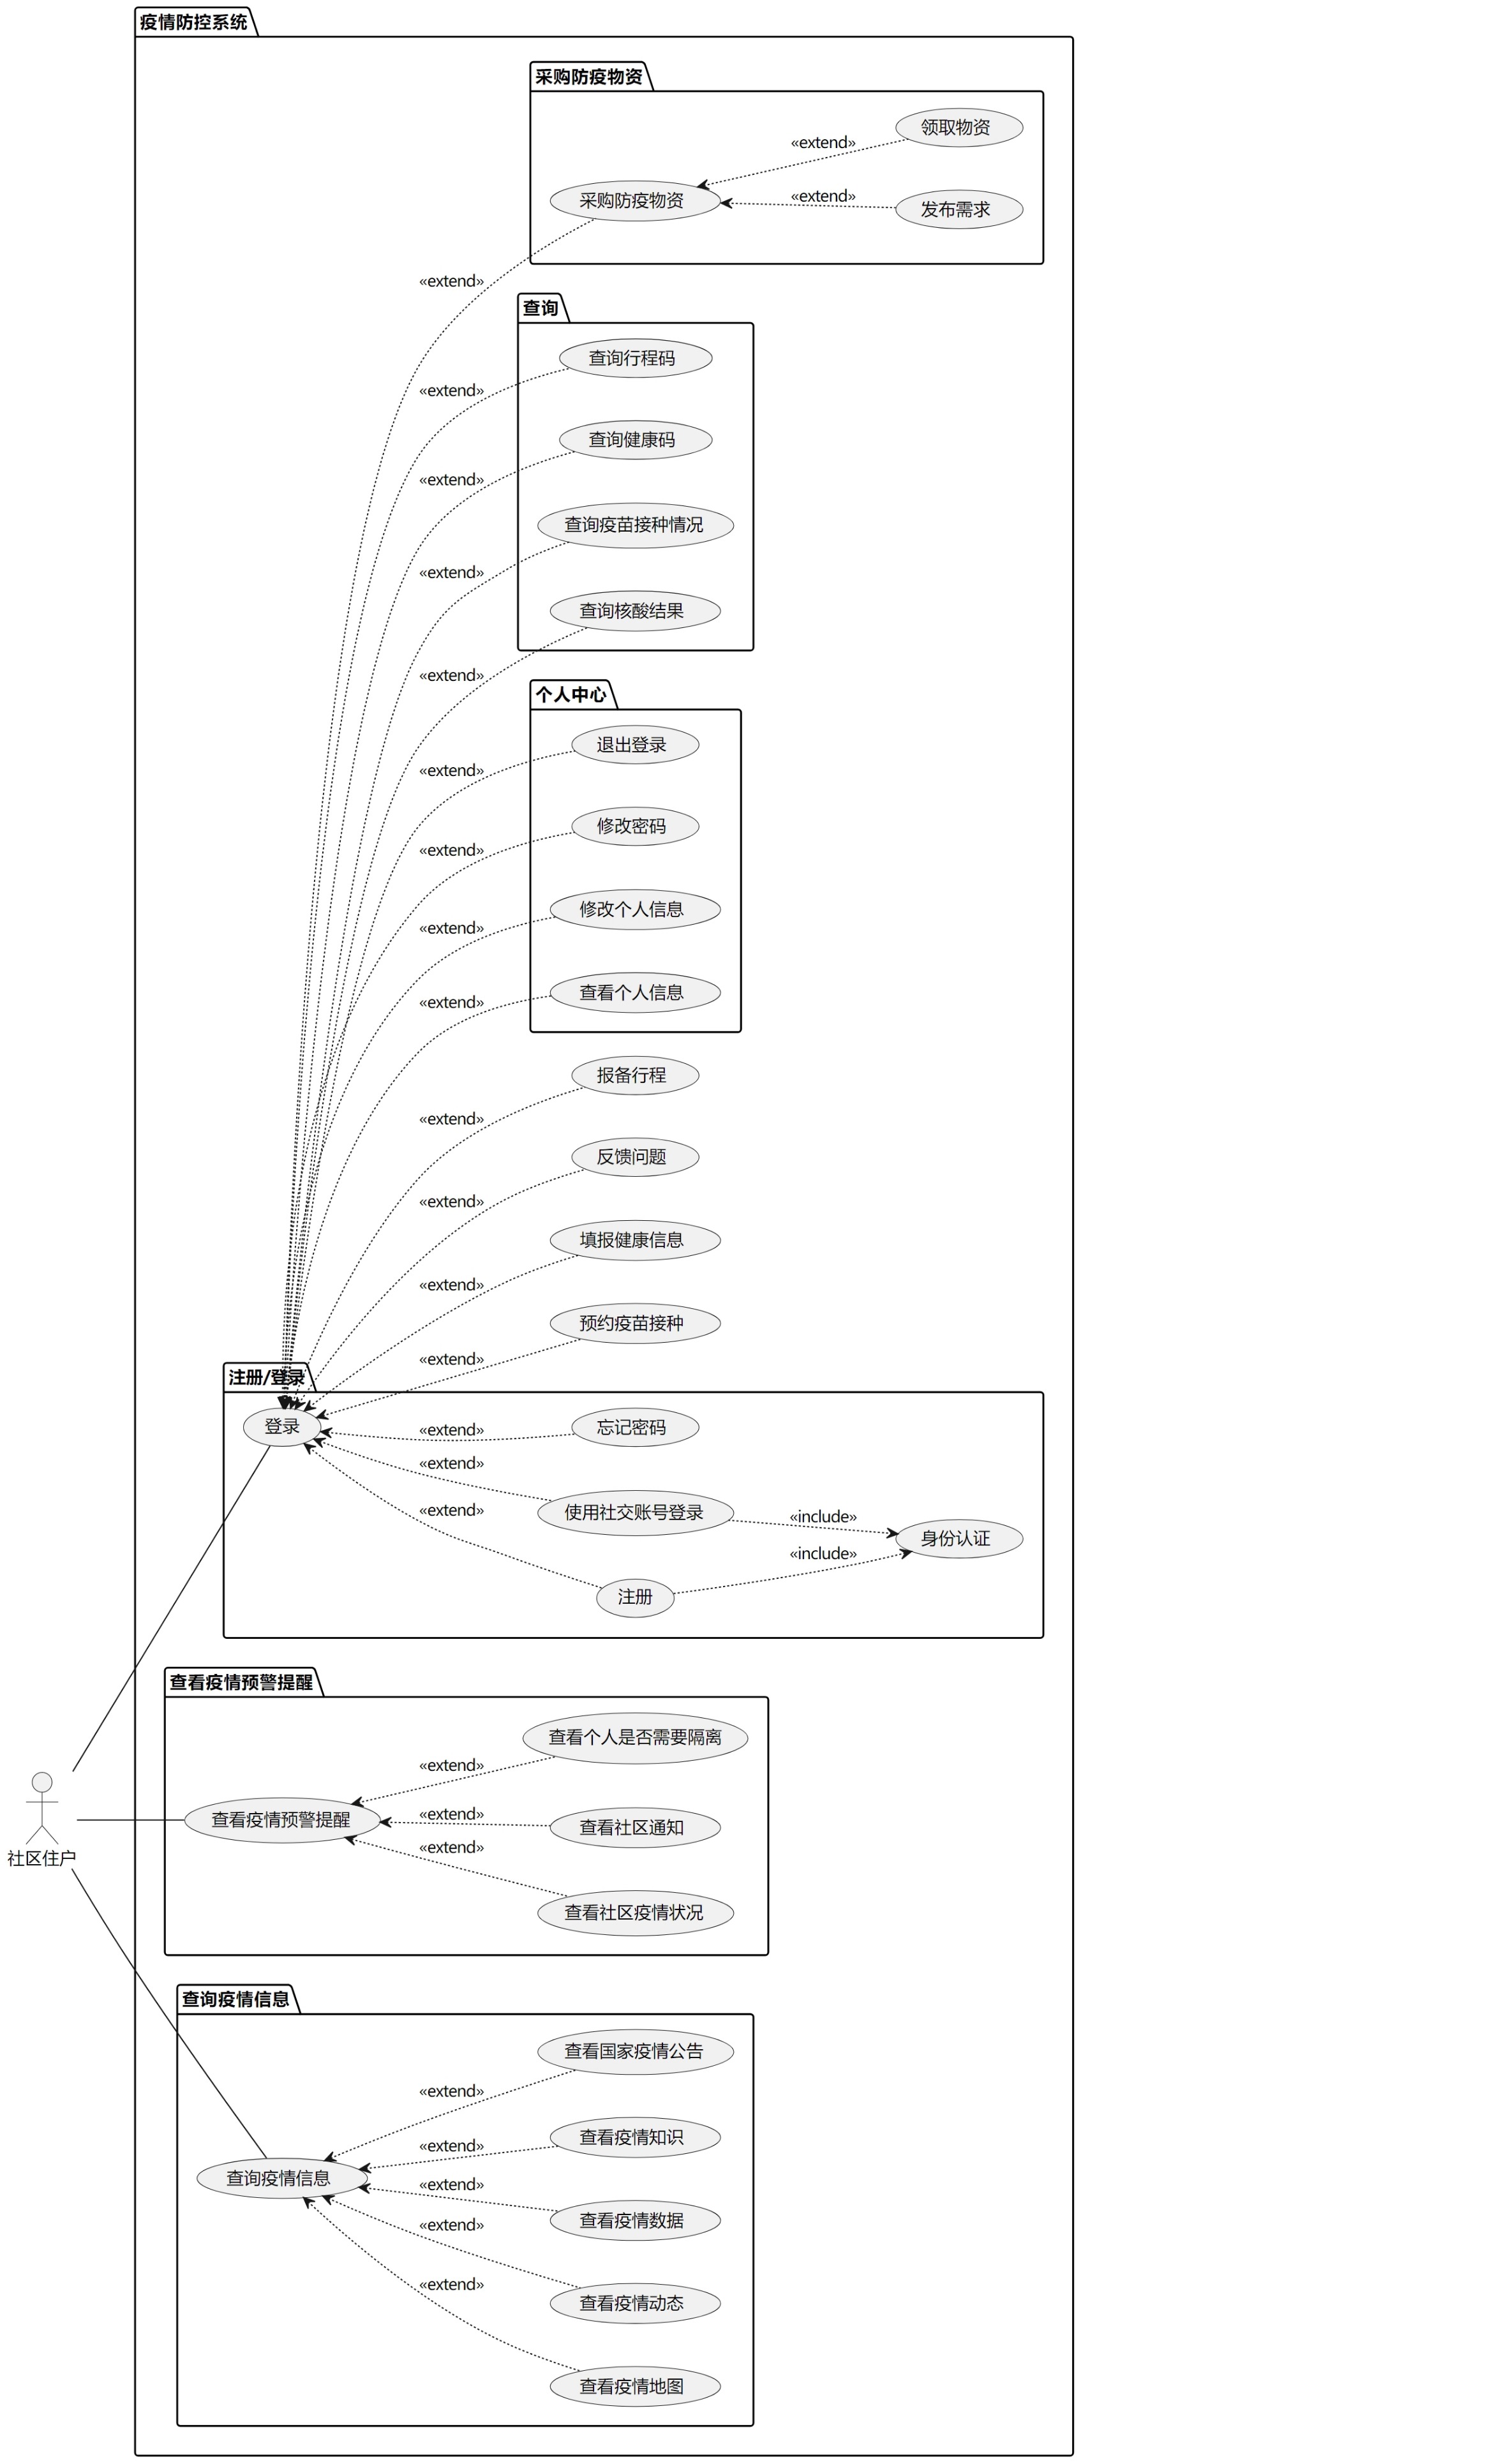 疫情防控系统
采购防疫物资
领取物资
«extend»
采购防疫物资
«extend»
发布需求
«extend»
查询
查询行程码
«extend»
查询健康码
«extend»
查询疫苗接种情况
«extend»
查询核酸结果
«extend»
个人中心
退出登录
«extend»
修改密码
«extend»
修改个人信息
«extend»
查看个人信息
«extend»
报备行程
«extend»
反馈问题
«extend»
填报健康信息
«extend»
预约疫苗接种
«extend»
注册/登录
登录
«extend»
忘记密码
«extend»
使用社交账号登录
«include»
身份认证
«extend»
«include»
注册
查看疫情预警提醒
查看个人是否需要隔离
«extend»
查看疫情预警提醒
«extend»
查看社区通知
«extend»
查看社区疫情状况
社区住户
查询疫情信息
查看国家疫情公告
«extend»
查看疫情知识
«extend»
查询疫情信息
«extend»
查看疫情数据
«extend»
查看疫情动态
«extend»
查看疫情地图